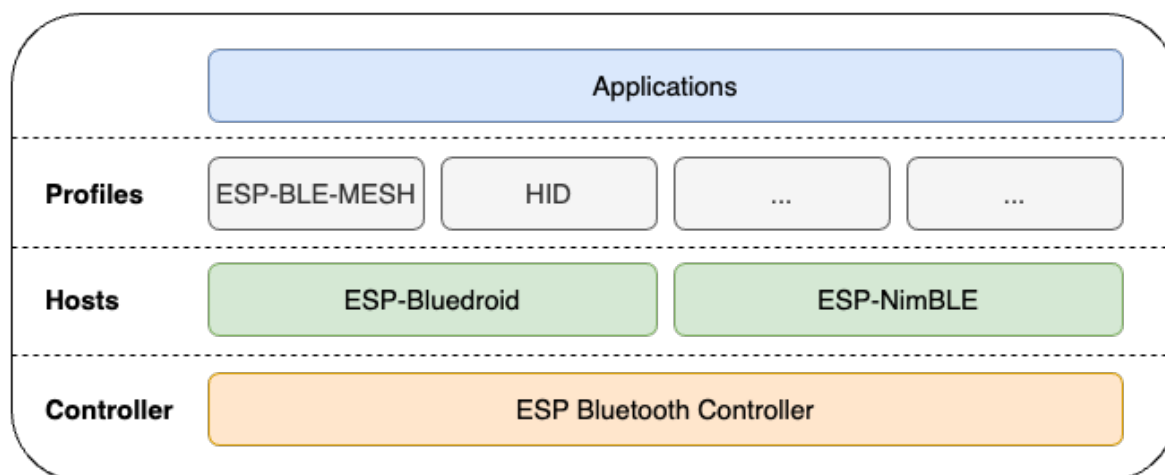 Applications
Profiles ESP-BLE-MESH HID ... ...
Hosts ESP-Bluedroid ESP-NimBLE
Controller ESP Bluetooth Controller